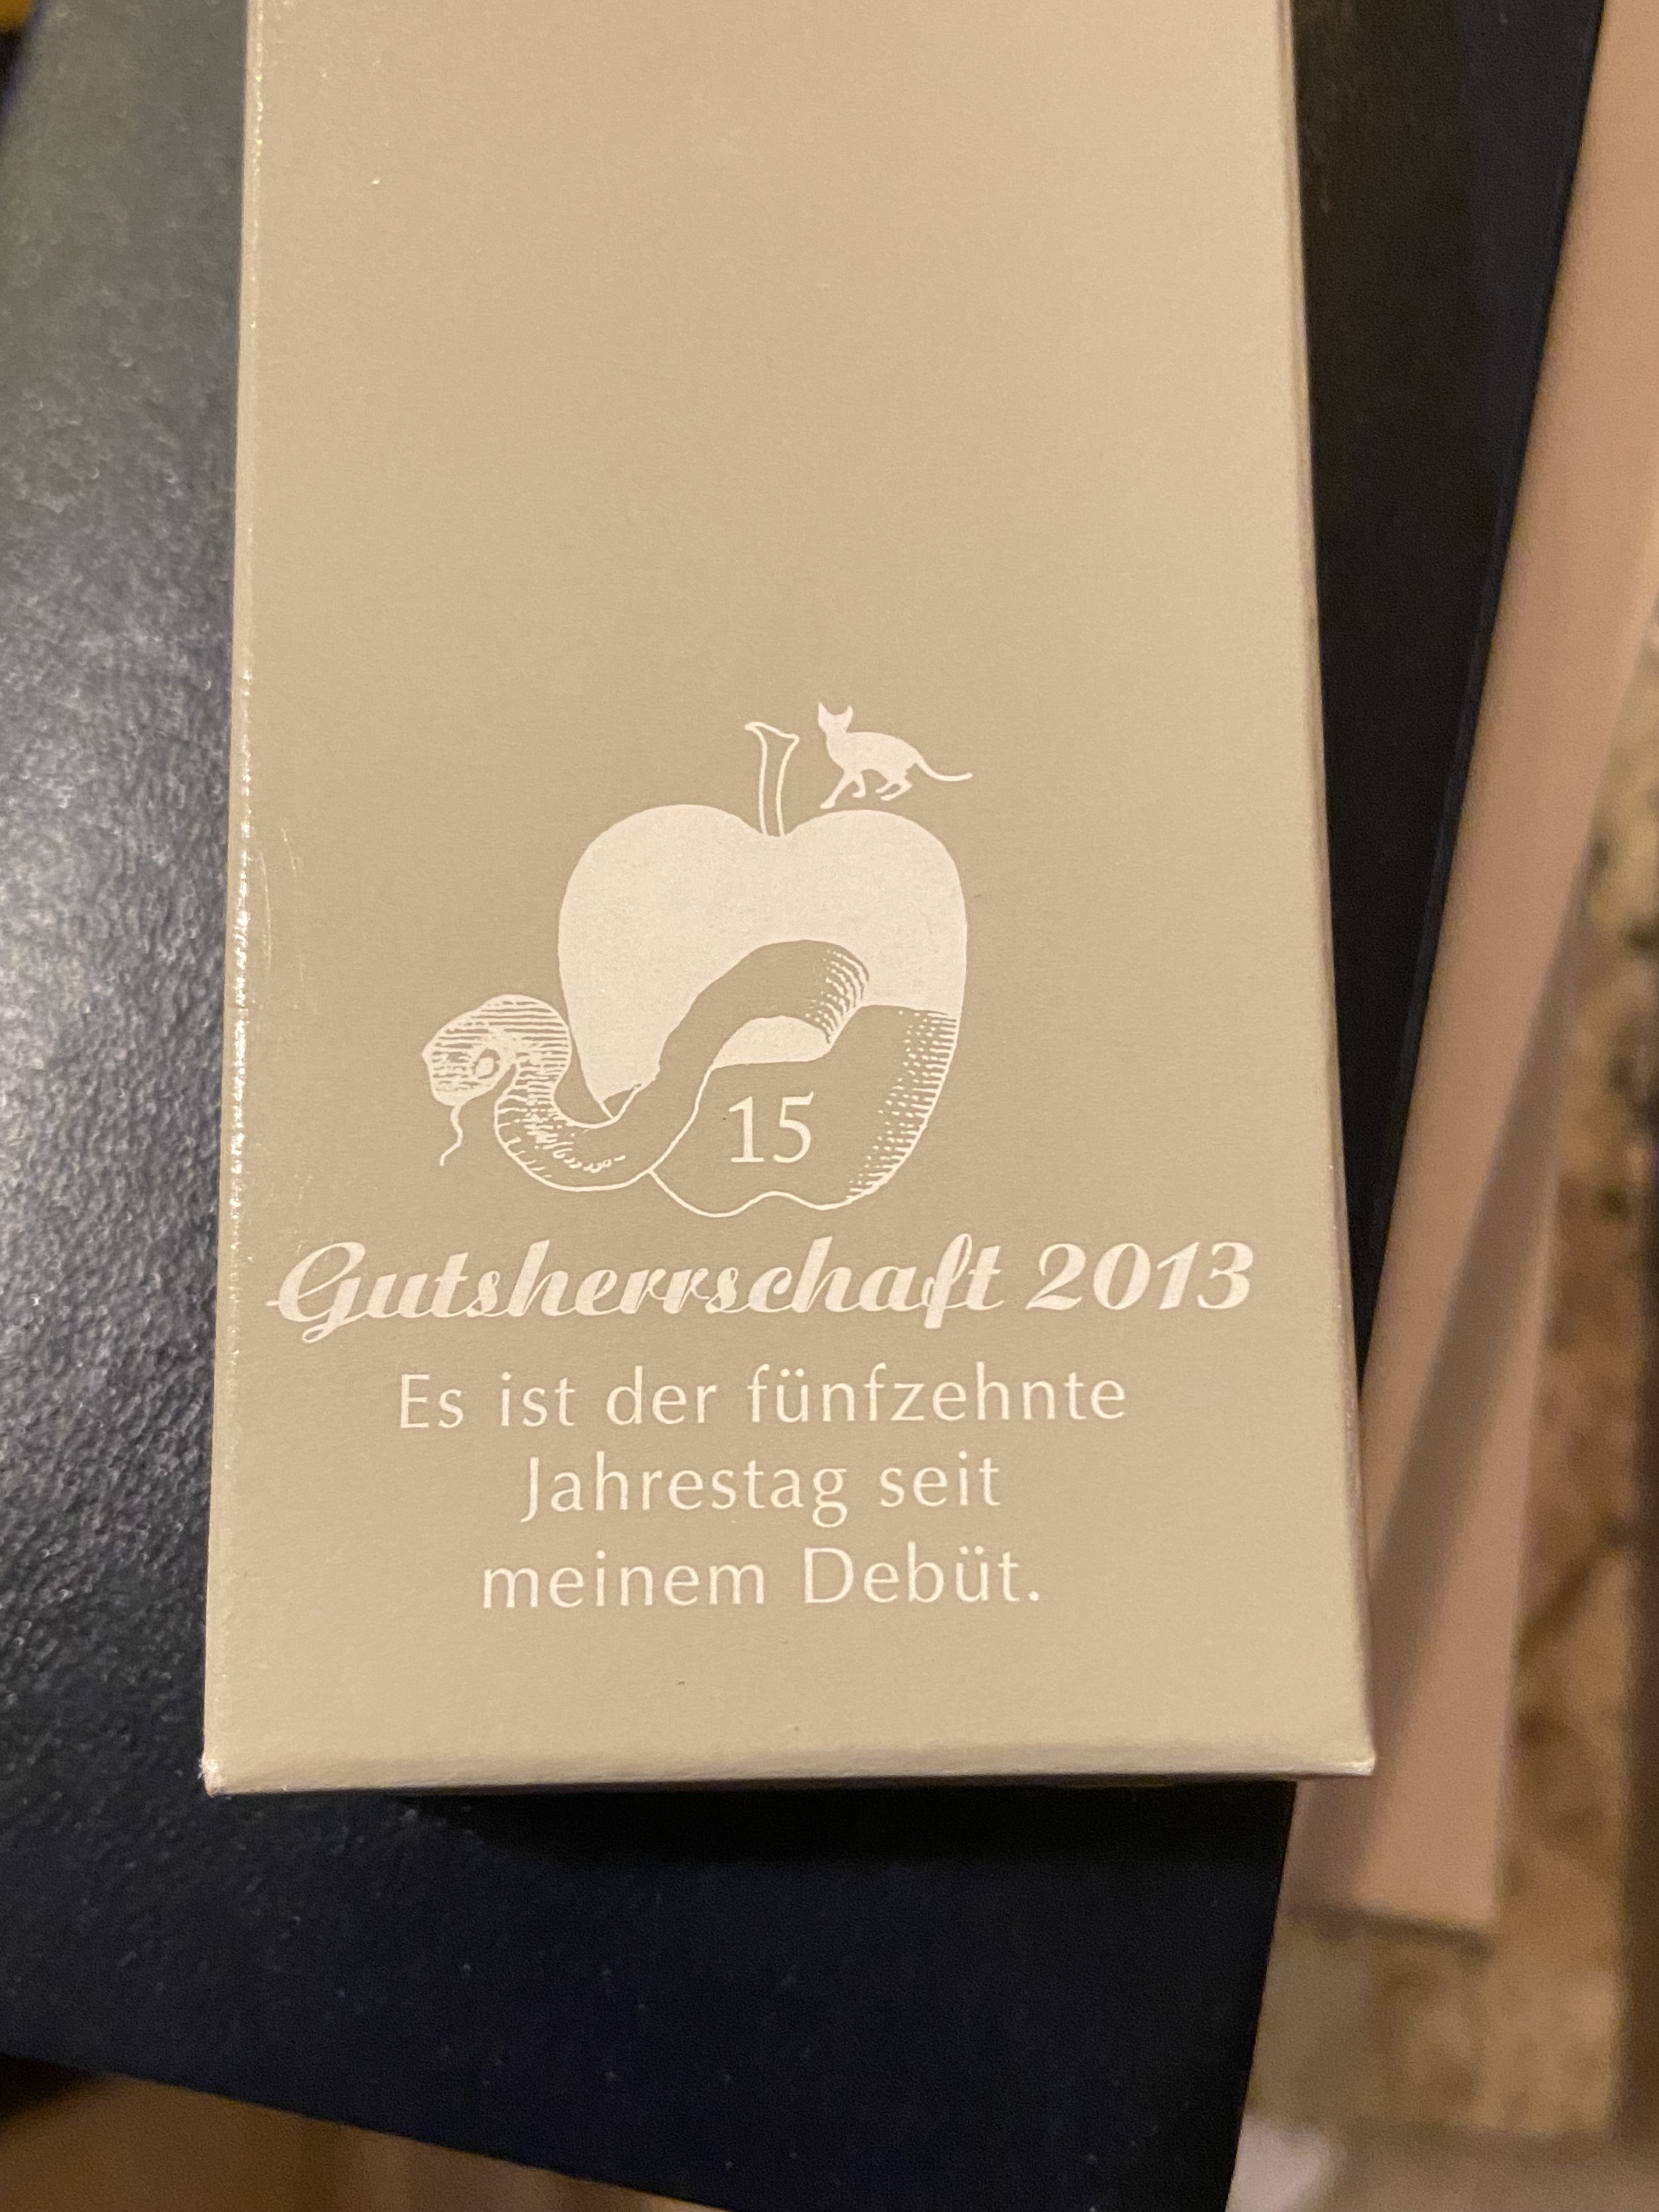 15
Gutsherrschaft 2013
Es ist der fünfzehnte
Jahrestag seit
meinem Debüt.